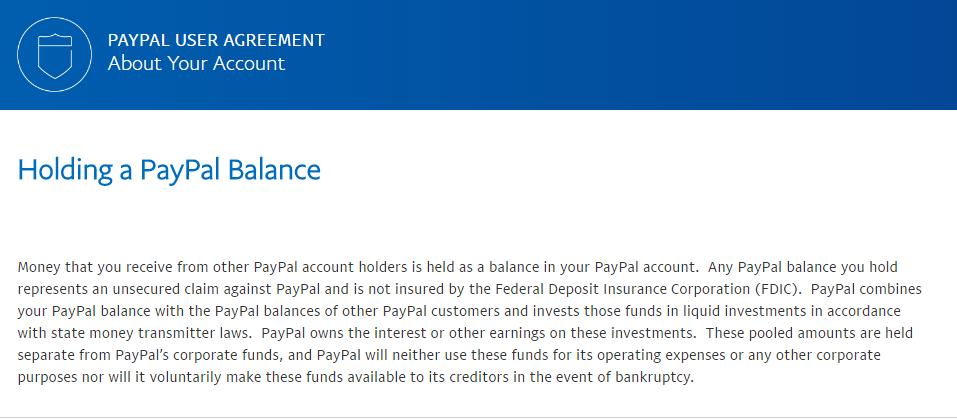 PAYPAL USER AGREEMENT
About Your Account
Holding a PayPal Balance
Money that you receive from other PayPal account holders is held as a balance in your PayPal account.  Any PayPal balance you hold
represents an unsecured claim against PayPal and is not insured by the Federal Deposit Insurance Corporation (FDIC).  PayPal combines
your PayPal balance with the PayPal balances of other PayPal customers and invests those funds in liquid investments in accordance
with state money transmitter laws.  PayPal owns the interest or other earnings on these investments.  These pooled amounts are held
separate from PayPal’s corporate funds, and PayPal will neither use these funds for its operating expenses or any other corporate
purposes nor will it voluntarily make these funds available to its creditors in the event of bankruptcy.